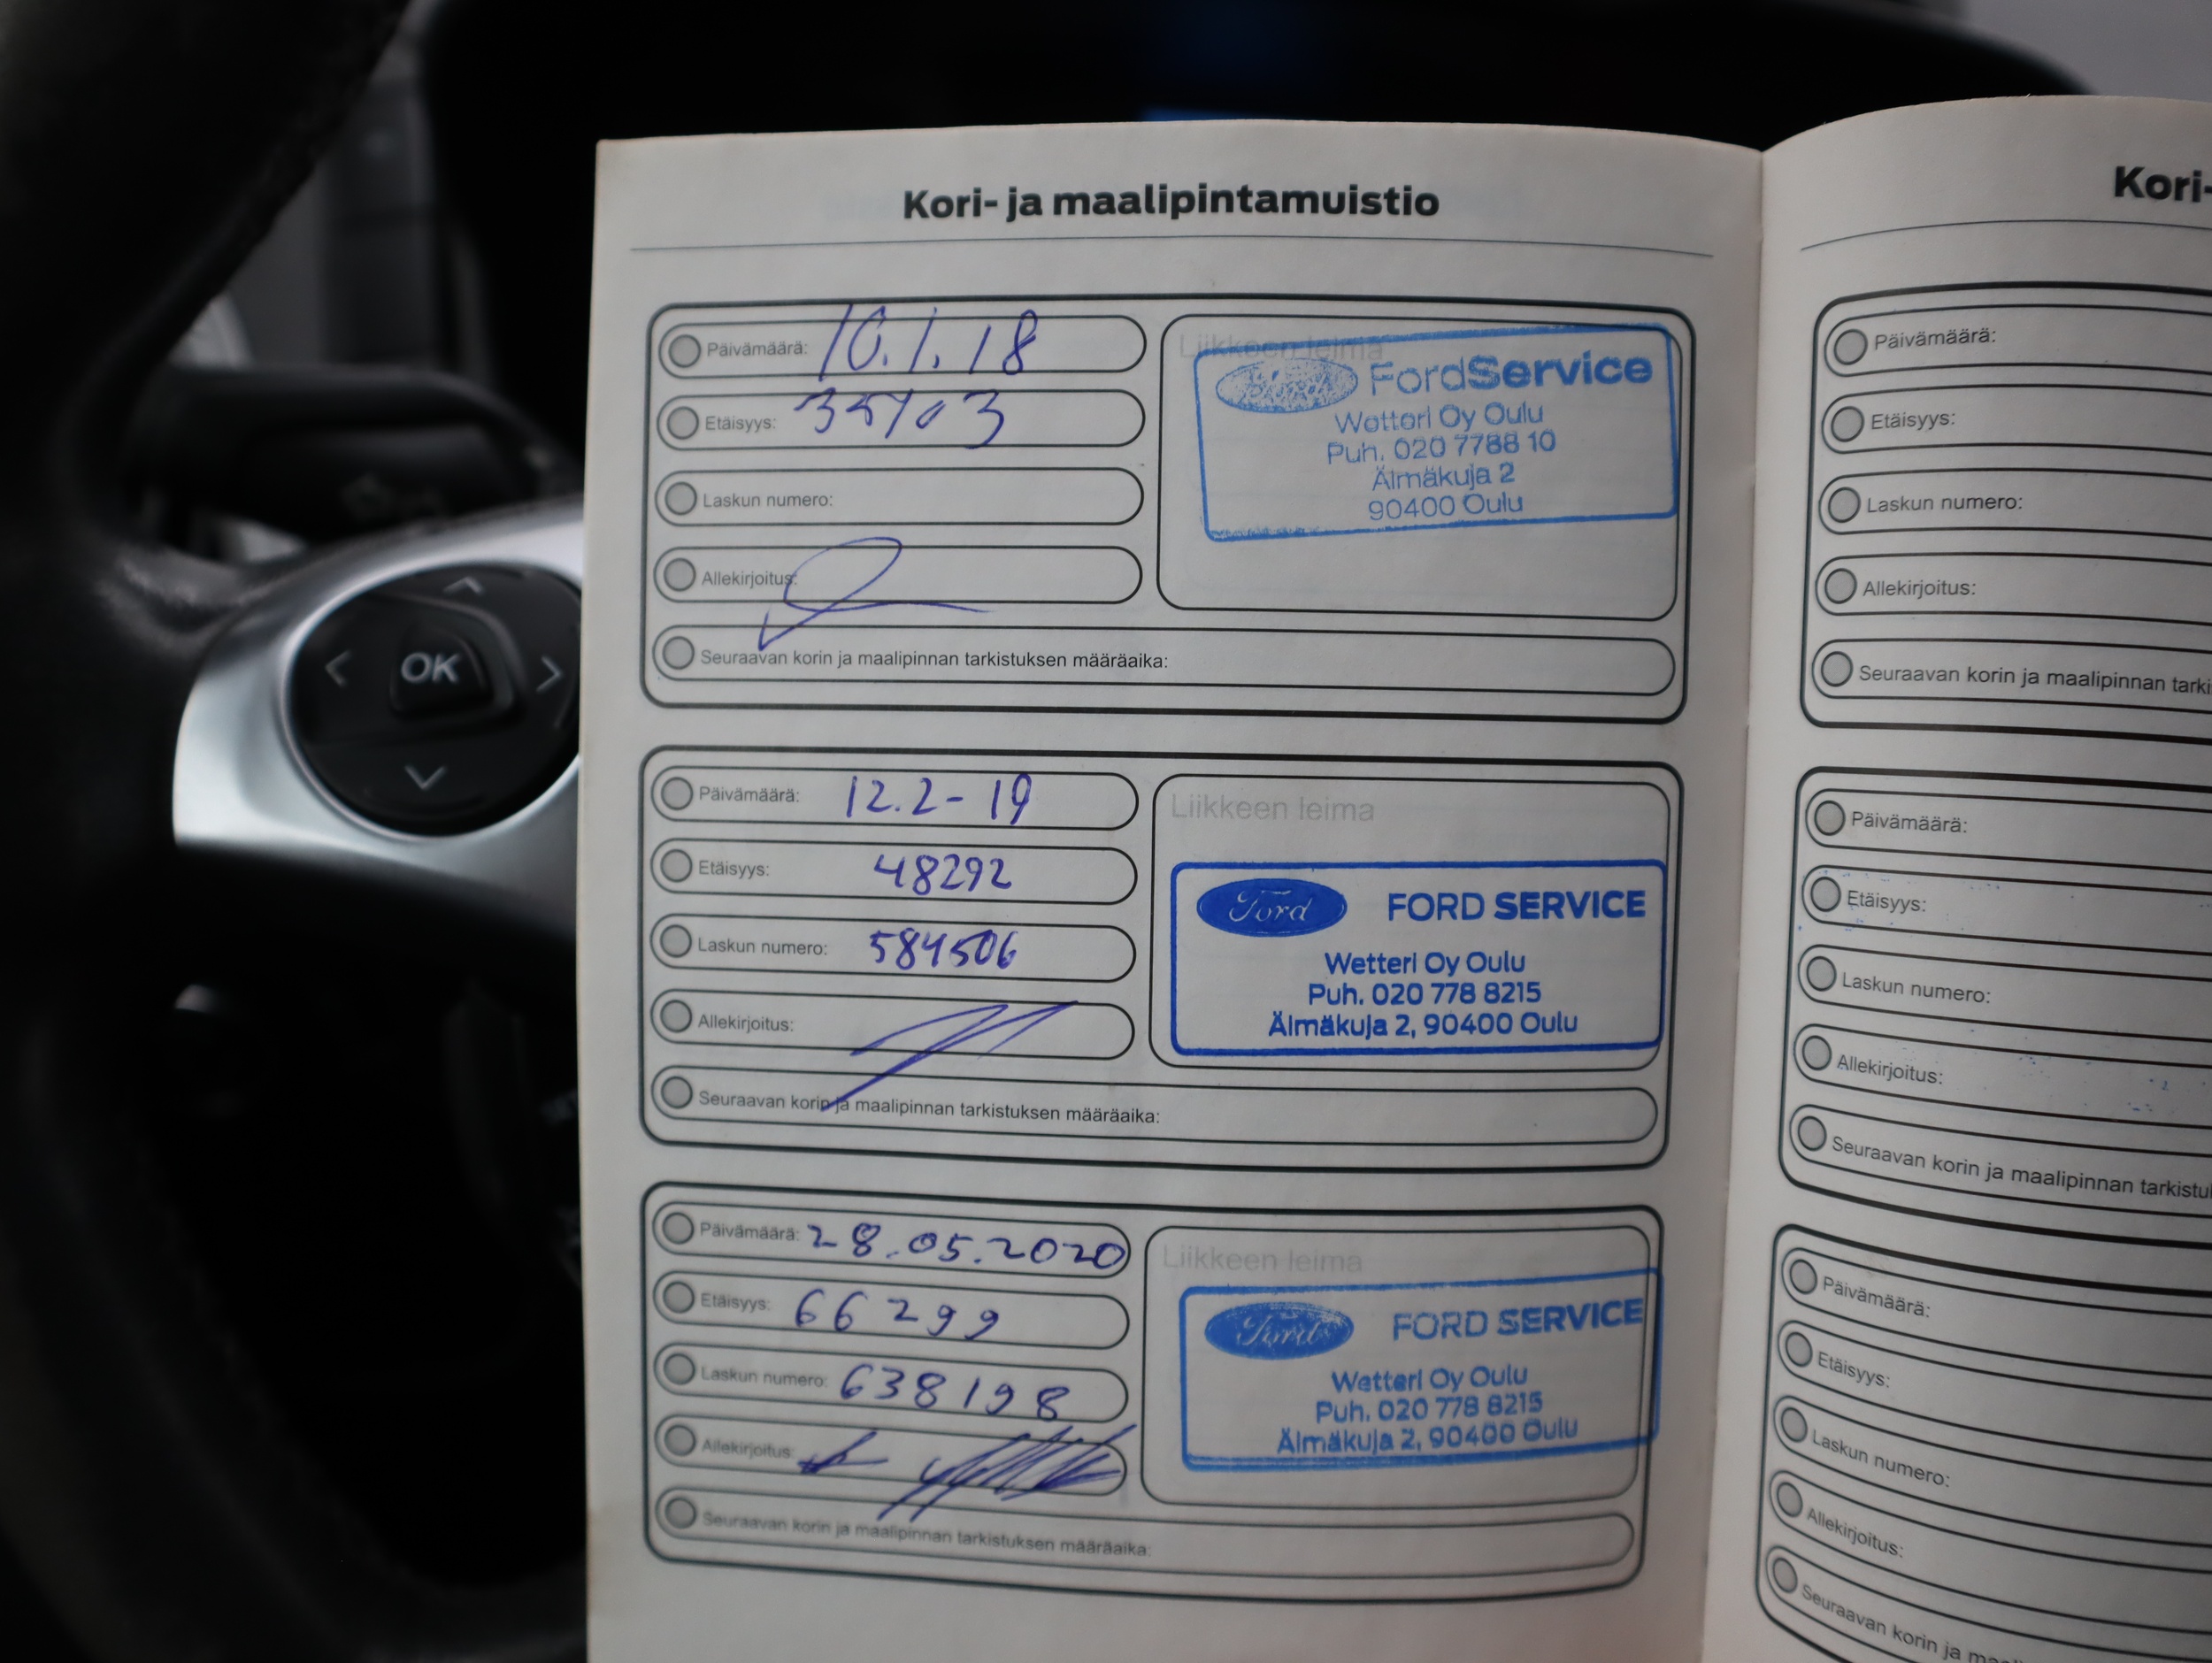 Kori- ja maalipintamuistio
Päivämäärä: 10.1.18
Etäisyys:
Laskun numero:
Allekirjoitus:
Seuraavan korin ja maalipinnan tarkistuksen määräaika:
Liikkeen leima
Ford FordService
Wetteri Oy Oulu
Puh. 020 7788 10
Älmäkuja 2
90400 Oulu
Päivämäärä: 12.2-19
Etäisyys: 48292
Laskun numero: 584506
Allekirjoitus:
Seuraavan korin ja maalipinnan tarkistuksen määräaika:
Liikkeen leima
Ford FORD SERVICE
Wetteri Oy Oulu
Puh. 020 778 8215
Älmäkuja 2, 90400 Oulu
Päivämäärä: 28.05.2020
Etäisyys: 66299
Laskun numero: 638198
Allekirjoitus:
Seuraavan korin ja maalipinnan tarkistuksen määräaika:
Liikkeen leima
Ford FORD SERVICE
Wetteri Oy Oulu
Puh. 020 778 8215
Älmäkuja 2, 90400 Oulu
Kori-
Päivämäärä:
Etäisyys:
Laskun numero:
Allekirjoitus:
Seuraavan korin ja maalipinnan tarki
Päivämäärä:
Etäisyys:
Laskun numero:
Allekirjoitus:
Seuraavan korin ja maalipinnan tarkistu
Päivämäärä:
Etäisyys:
Laskun numero:
Allekirjoitus:
Seuraavan korin ja ma
OK